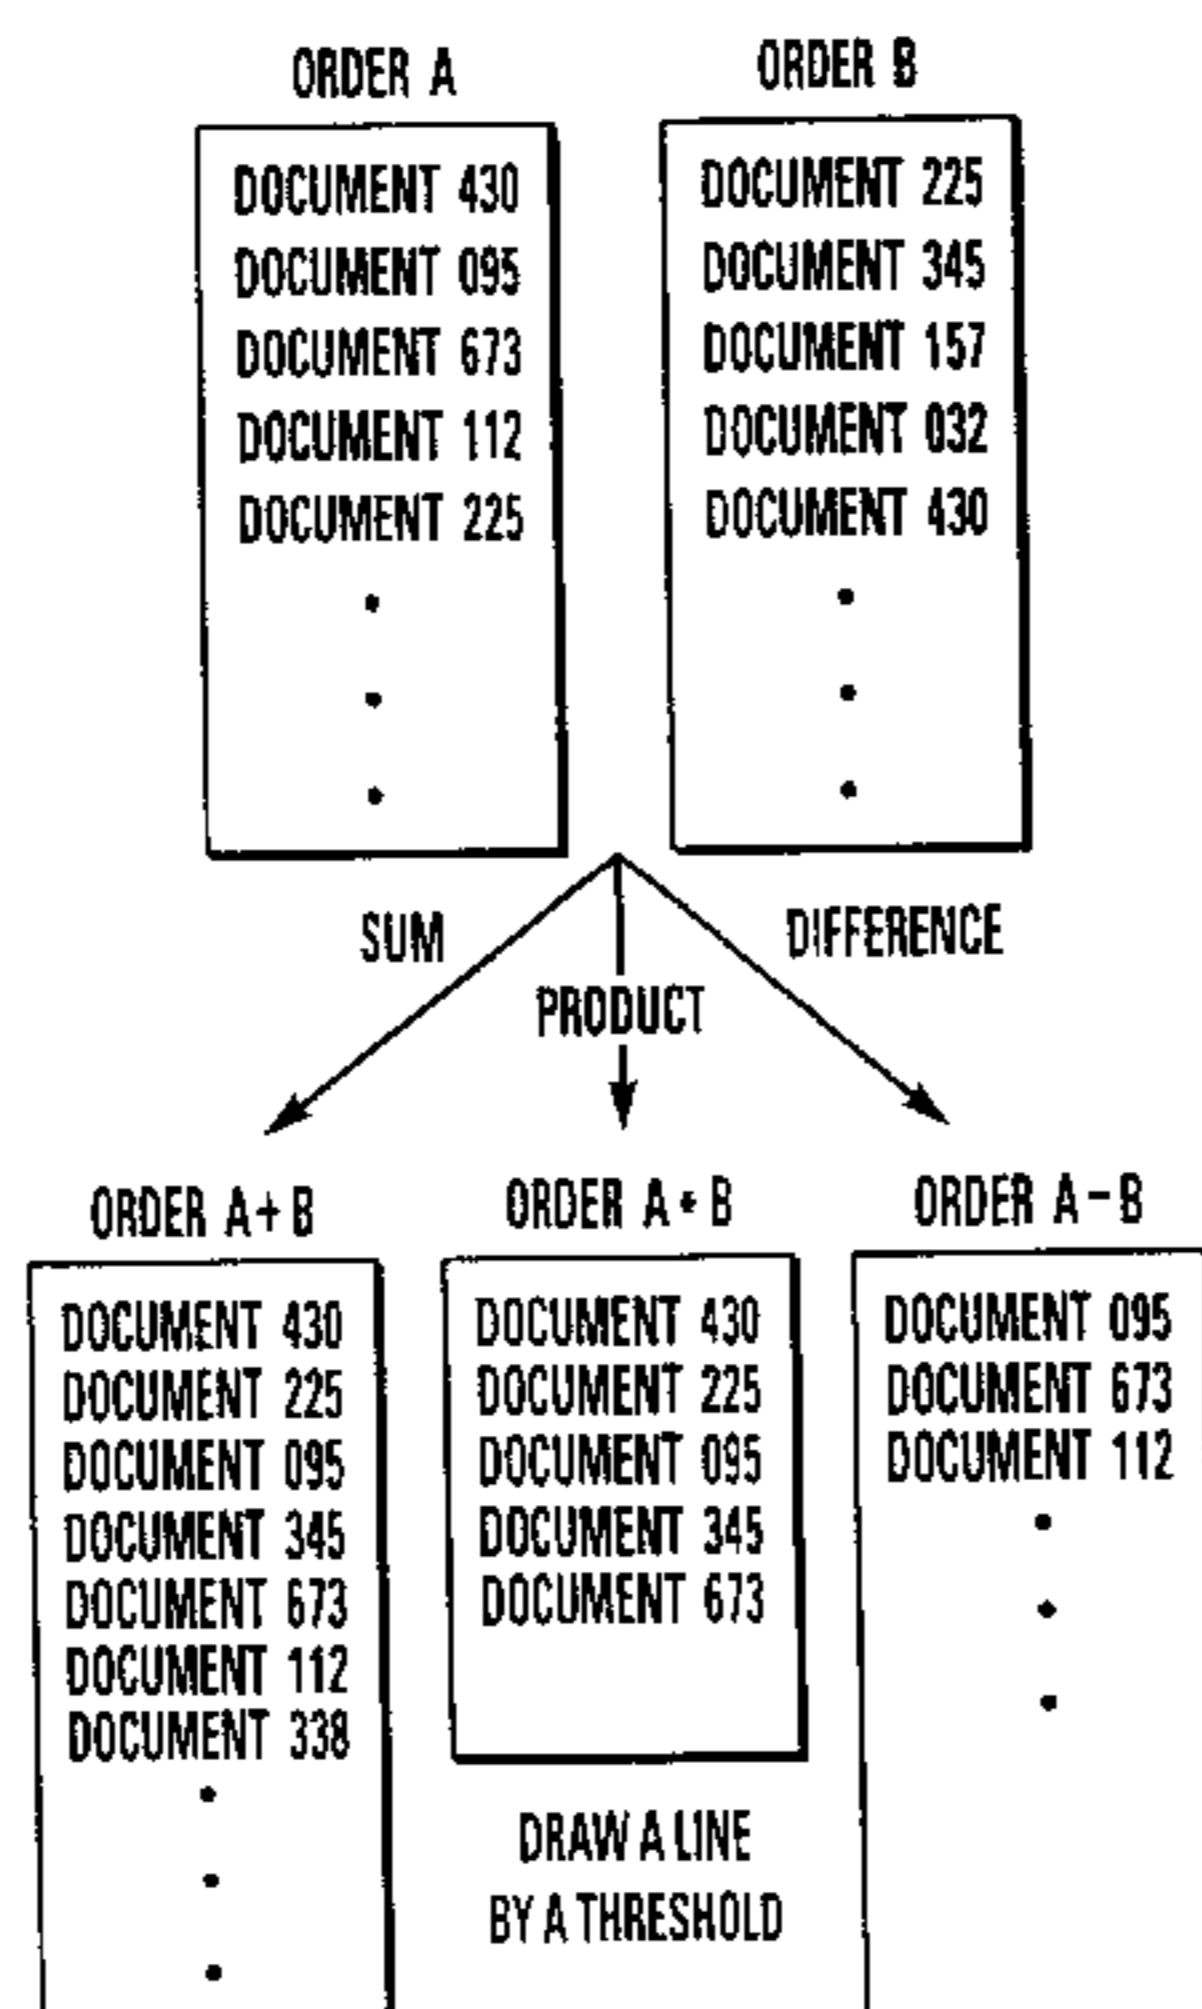 ORDER A
DOCUMENT 430
DOCUMENT 095
DOCUMENT 673
DOCUMENT 112
DOCUMENT 225
ORDER B
DOCUMENT 225
DOCUMENT 345
DOCUMENT 157
DOCUMENT 032
DOCUMENT 430
SUM
PRODUCT
DIFFERENCE
ORDER A+B
DOCUMENT 430
DOCUMENT 225
DOCUMENT 095
DOCUMENT 345
DOCUMENT 673
DOCUMENT 112
DOCUMENT 338
ORDER A*B
DOCUMENT 430
DOCUMENT 225
DOCUMENT 095
DOCUMENT 345
DOCUMENT 673
DRAW A LINE
BY A THRESHOLD
ORDER A-B
DOCUMENT 095
DOCUMENT 673
DOCUMENT 112